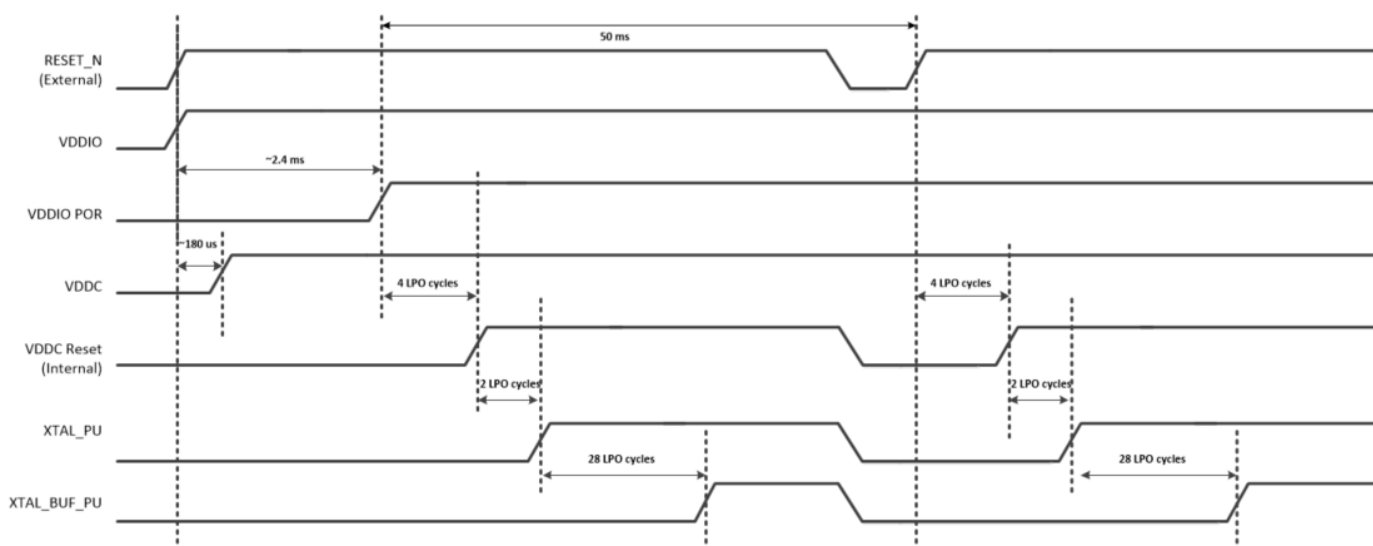 50 ms
RESET_N
(External)
VDDIO
~2.4 ms
VDDIO POR
~180 us
VDDC
4 LPO cycles
4 LPO cycles
VDDC Reset
(Internal)
2 LPO cycles
2 LPO cycles
XTAL_PU
28 LPO cycles
28 LPO cycles
XTAL_BUF_PU